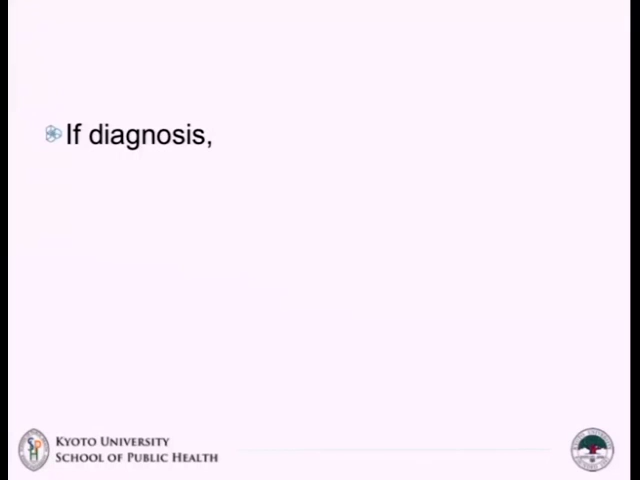 If diagnosis,
KYOTO UNIVERSITY
SCHOOL OF PUBLIC HEALTH